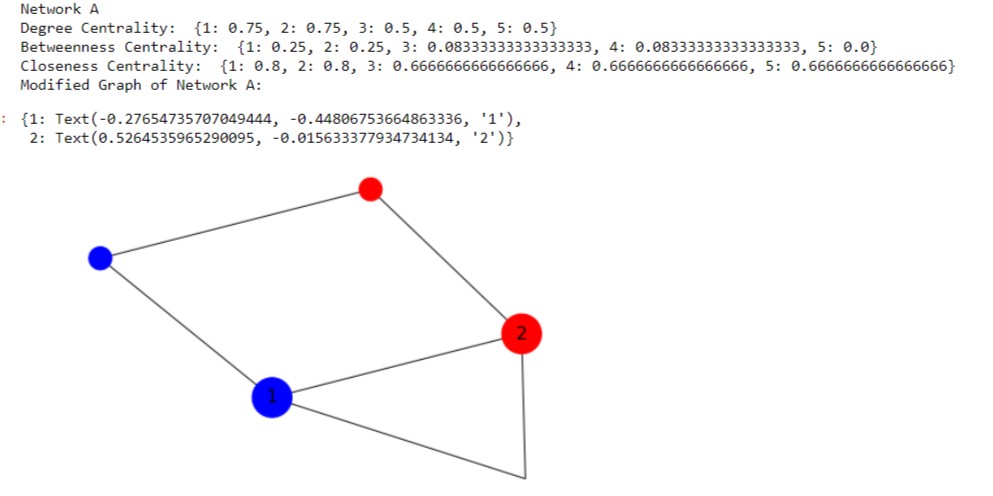 Network A
Degree Centrality:  {1: 0.75, 2: 0.75, 3: 0.5, 4: 0.5, 5: 0.5}
Betweenness Centrality:  {1: 0.25, 2: 0.25, 3: 0.08333333333333333, 4: 0.08333333333333333, 5: 0.0}
Closeness Centrality:  {1: 0.8, 2: 0.8, 3: 0.6666666666666666, 4: 0.6666666666666666, 5: 0.6666666666666666}
Modified Graph of Network A:
: {1: Text(-0.27654735707049444, -0.44806753664863336, '1'),
2: Text(0.5264535965290095, -0.015633377934734134, '2')}
2
1